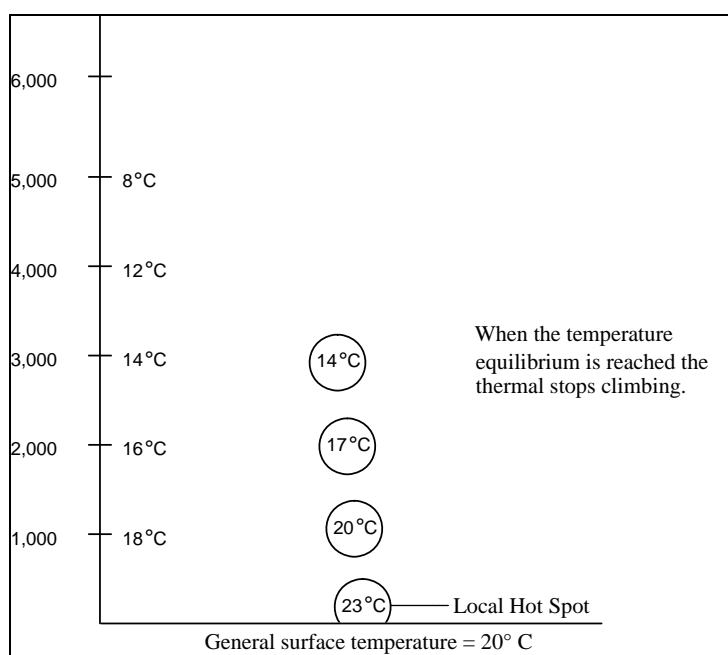 6,000
5,000 8°C
4,000 12°C
When the temperature
3,000 14°C 14°C equilibrium is reached the
thermal stops climbing.
2,000 16°C 17°C
1,000 18°C 20°C
23°C Local Hot Spot
General surface temperature = 20° C